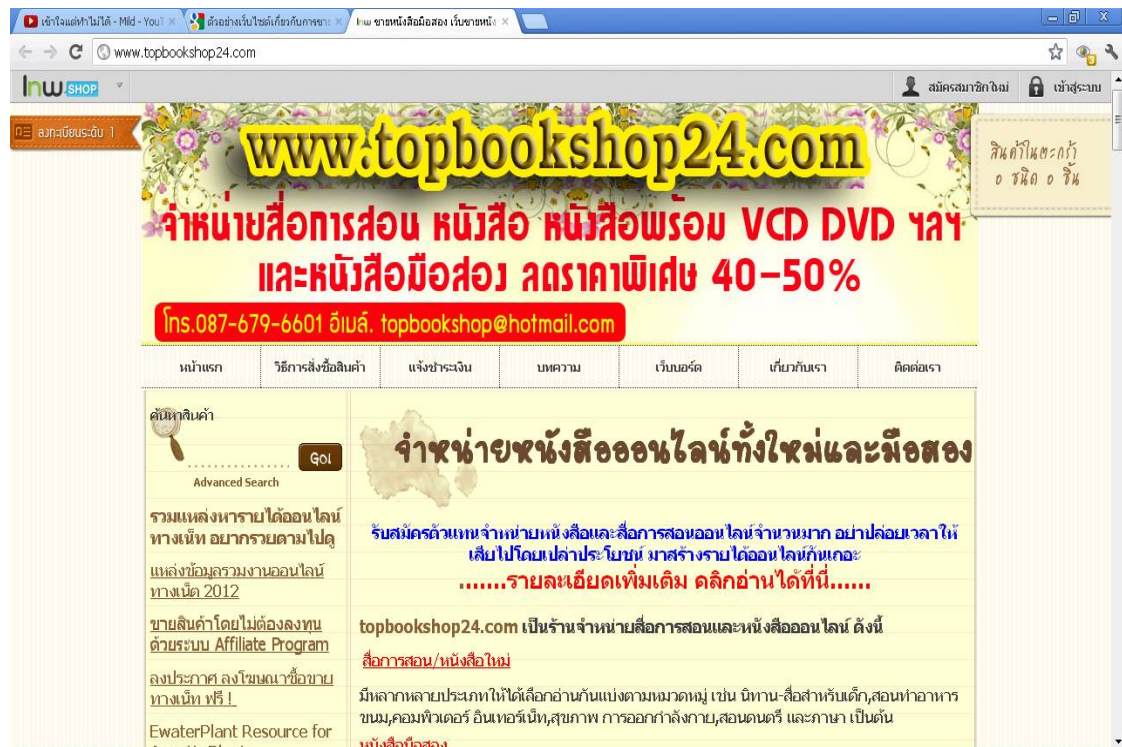 เข้าใจแต่ทำไม่ได้ - Mild - YouT
ตัวอย่างเว็บไซต์เกี่ยวกับการขาย
lnw ขายหนังสือมือสอง เว็บขายหนัง
www.topbookshop24.com
lnw SHOP
สมัครสมาชิกใหม่
เข้าสู่ระบบ
ลงทะเบียนระดับ 1
สินค้าในตะกร้า
0 ชนิด 0 ชิ้น
www.topbookshop24.com
จำหน่ายสื่อการสอน หนังสือ หนังสือพร้อม VCD DVD ฯลฯ
และหนังสือมือสอง ลดราคาพิเศษ 40-50%
โทร.087-679-6601 อีเมล์. topbookshop@hotmail.com
หน้าแรก
วิธีการสั่งซื้อสินค้า
แจ้งชำระเงิน
บทความ
เว็บบอร์ด
เกี่ยวกับเรา
ติดต่อเรา
ค้นหาสินค้า
Go!
Advanced Search
รวมแหล่งหารายได้ออนไลน์
ทางเน็ท อยากรวยตามไปดู
แหล่งข้อมูลรวมงานออนไลน์
ทางเน็ต 2012
ขายสินค้าโดยไม่ต้องลงทุน
ด้วยระบบ Affiliate Program
ลงประกาศ ลงโฆษณาซื้อขาย
ทางเน็ท ฟรี !
EwaterPlant Resource for
จำหน่ายหนังสือออนไลน์ทั้งใหม่และมือสอง
รับสมัครตัวแทนจำหน่ายหนังสือและสื่อการสอนออนไลน์จำนวนมาก อย่าปล่อยเวลาให้
เสียไปโดยเปล่าประโยชน์ มาสร้างรายได้ออนไลน์กันเถอะ
.......รายละเอียดเพิ่มเติม คลิกอ่านได้ที่นี่......
topbookshop24.com เป็นร้านจำหน่ายสื่อการสอนและหนังสือออนไลน์ ดังนี้
สื่อการสอน/หนังสือใหม่
มีหลากหลายประเภทให้ได้เลือกอ่านกันแบ่งตามหมวดหมู่ เช่น นิทาน-สื่อสำหรับเด็ก,สอนทำอาหาร
ขนม,คอมพิวเตอร์ อินเทอร์เน็ท,สุขภาพ การออกกำลังกาย,สอนดนตรี และภาษา เป็นต้น
หนังสือมือสอง